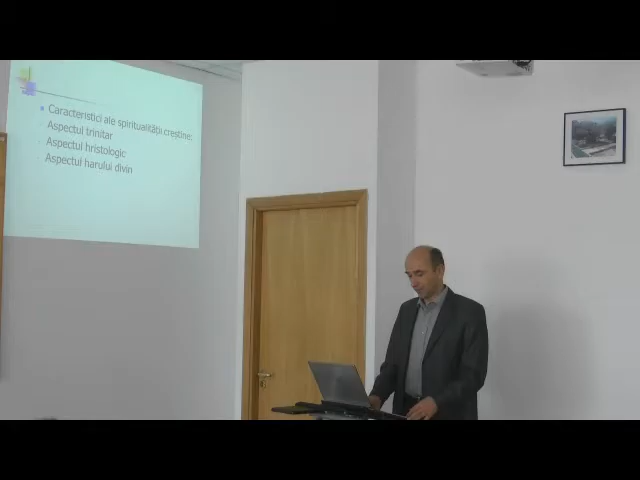 Caracteristici ale spiritualității creștine:
Aspectul trinitar
Aspectul hristologic
Aspectul harului divin